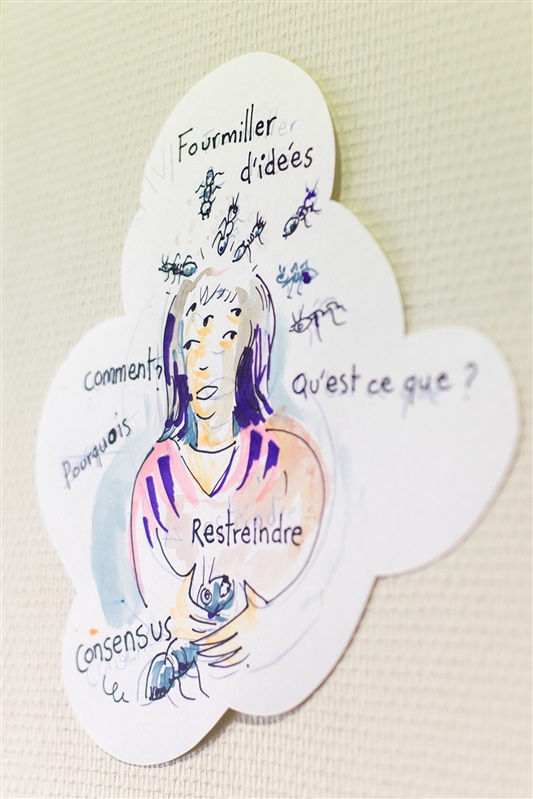 Fourmiller
d'idées
comment
Qu'est ce que ?
Pourquois
Restreindre
Consensus